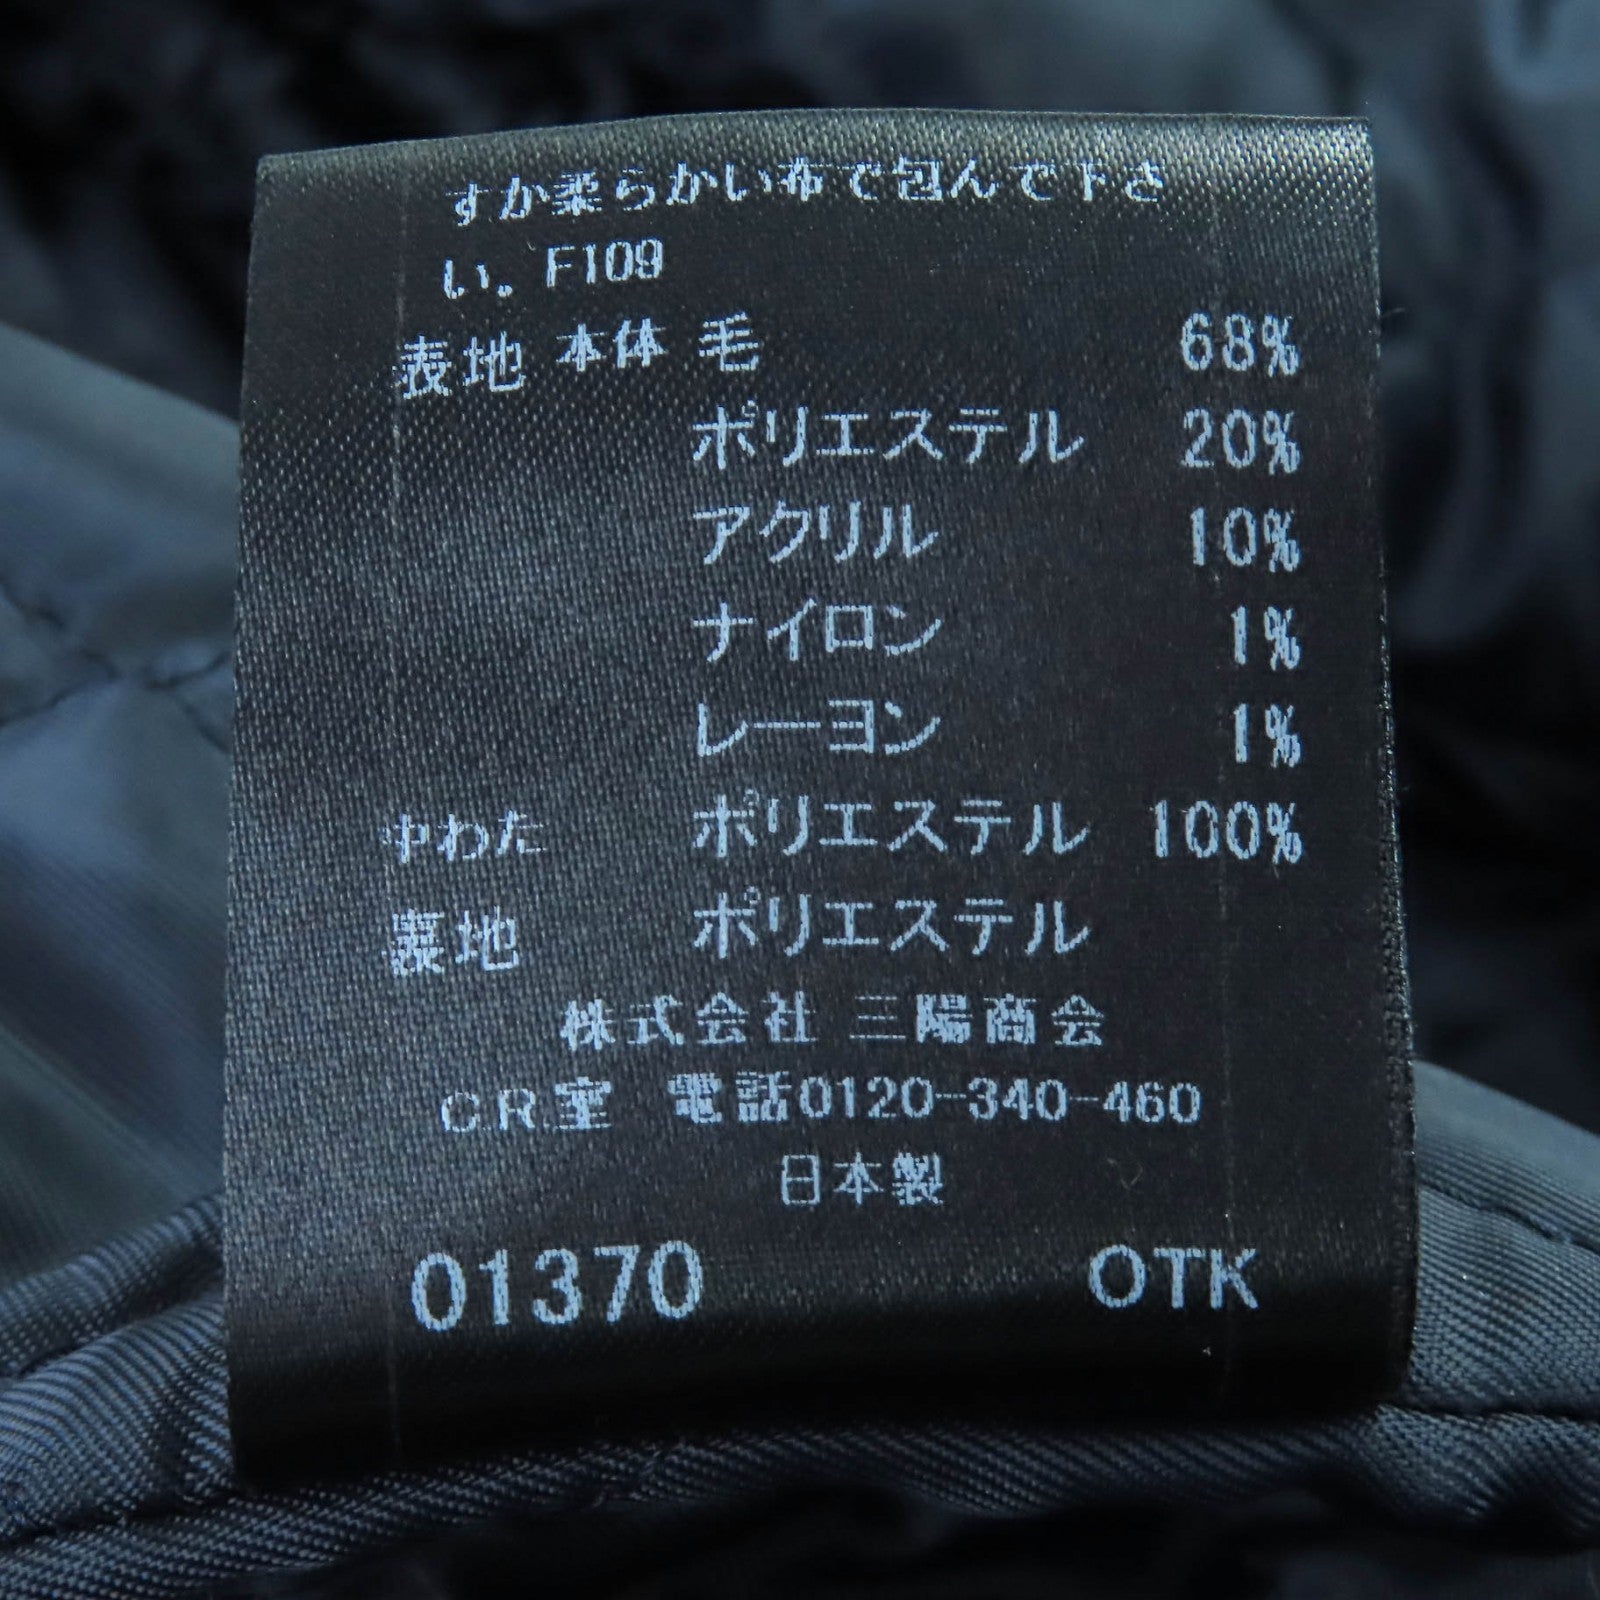 すか柔らかい布で包んで下さ
い。F109
表地 本体 毛 68%
ポリエステル 20%
アクリル 10%
ナイロン 1%
レーヨン 1%
中わた ポリエステル 100%
裏地 ポリエステル
株式会社 三陽商会
CR室 電話0120-340-460
日本製
01370 OTK